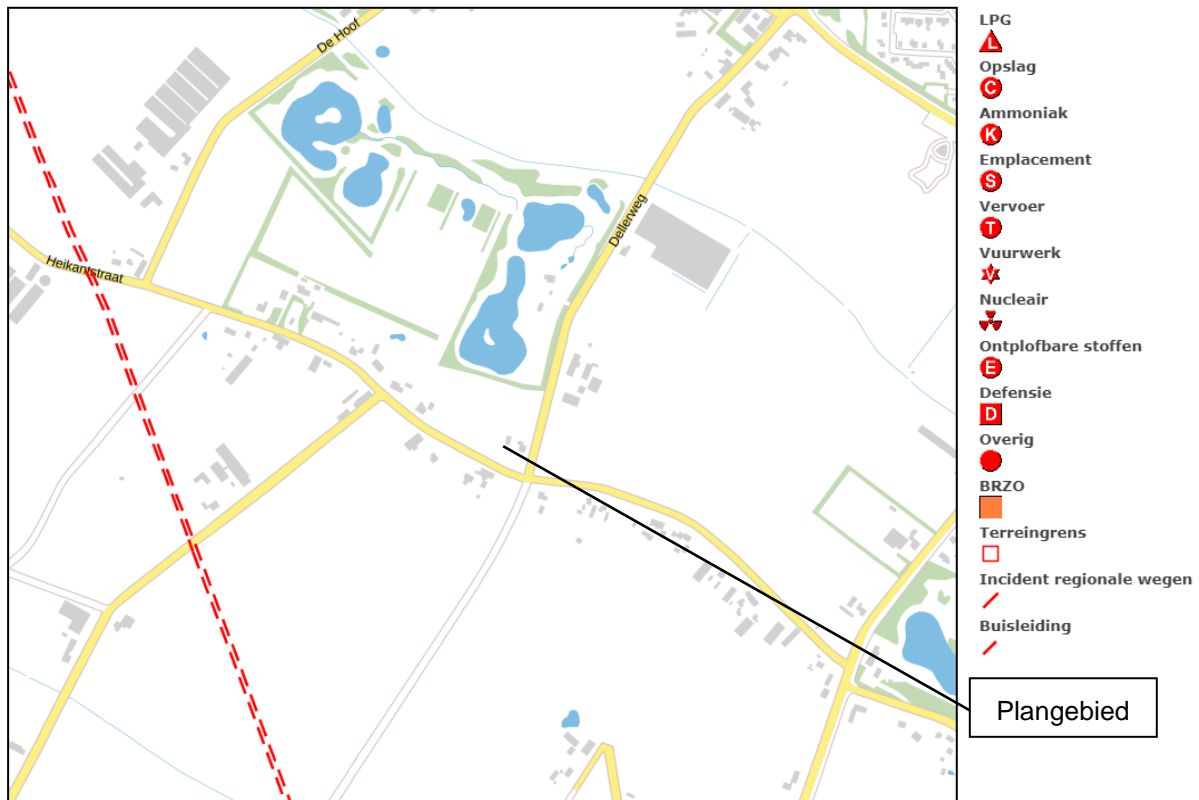 De Hoof
Heikantstraat
Dellerweg
LPG
L
Opslag
C
Ammoniak
K
Emplacement
S
Vervoer
T
Vuurwerk
V
Nucleair
Ontplofbare stoffen
E
Defensie
D
Overig
BRZO
Terreingrens
Incident regionale wegen
Buisleiding
Plangebied